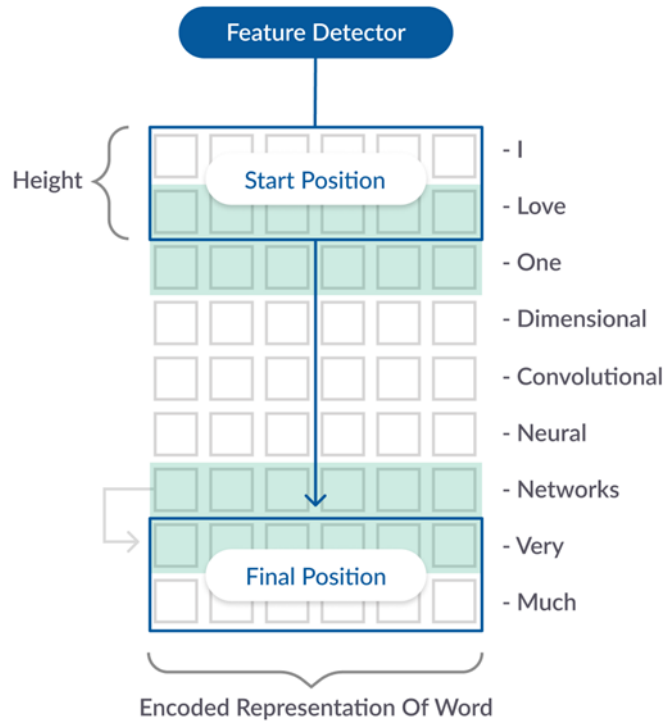 Feature Detector
- I
Height
Start Position
- Love
- One
- Dimensional
- Convolutional
- Neural
- Networks
- Very
Final Position
- Much
Encoded Representation Of Word